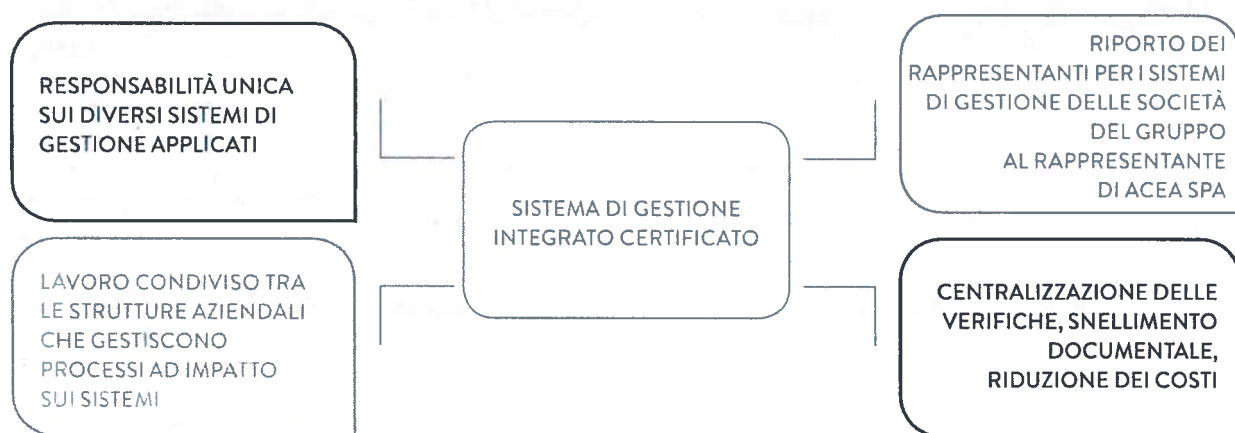 RESPONSABILITÀ UNICA
SUI DIVERSI SISTEMI DI
GESTIONE APPLICATI
RIPORTO DEI
RAPPRESENTANTI PER I SISTEMI
DI GESTIONE DELLE SOCIETÀ
DEL GRUPPO
AL RAPPRESENTANTE
DI ACEA SPA
SISTEMA DI GESTIONE
INTEGRATO CERTIFICATO
LAVORO CONDIVISO TRA
LE STRUTTURE AZIENDALI
CHE GESTISCONO
PROCESSI AD IMPATTO
SUI SISTEMI
CENTRALIZZAZIONE DELLE
VERIFICHE, SNELLIMENTO
DOCUMENTALE,
RIDUZIONE DEI COSTI